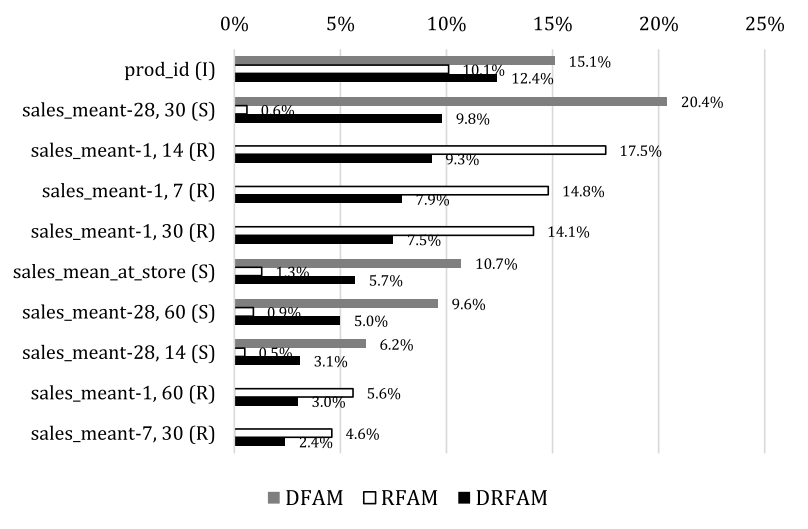 0% 5% 10% 15% 20% 25%
prod_id (I) 15.1% 10.1% 12.4%
sales_meant-28, 30 (S) 20.4% 0.6% 9.8%
sales_meant-1, 14 (R) 17.5% 9.3%
sales_meant-1, 7 (R) 14.8% 7.9%
sales_meant-1, 30 (R) 14.1% 7.5%
sales_mean_at_store (S) 10.7% 1.3% 5.7%
sales_meant-28, 60 (S) 9.6% 0.9% 5.0%
sales_meant-28, 14 (S) 6.2% 0.5% 3.1%
sales_meant-1, 60 (R) 5.6% 3.0%
sales_meant-7, 30 (R) 4.6% 2.4%
DFAM RFAM DRFAM